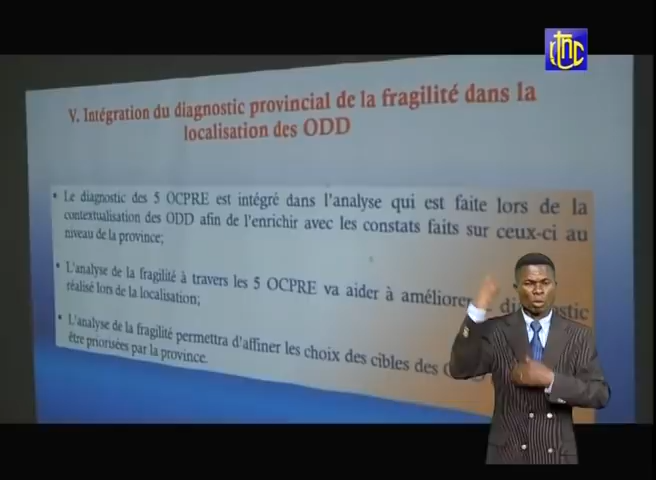 RTNC
V. Intégration du diagnostic provincial de la fragilité dans la
localisation des ODD
• Le diagnostic des 5 OCPRE est intégré dans l'analyse qui est faite lors de la
contextualisation des ODD afin de l'enrichir avec les constats faits sur ceux-ci au
niveau de la province;
• L'analyse de la fragilité à travers les 5 OCPRE va aider à améliorer
réalisé lors de la localisation;
• L'analyse de la fragilité permettra d'affiner les choix des cibles des
être priorisées par la province.